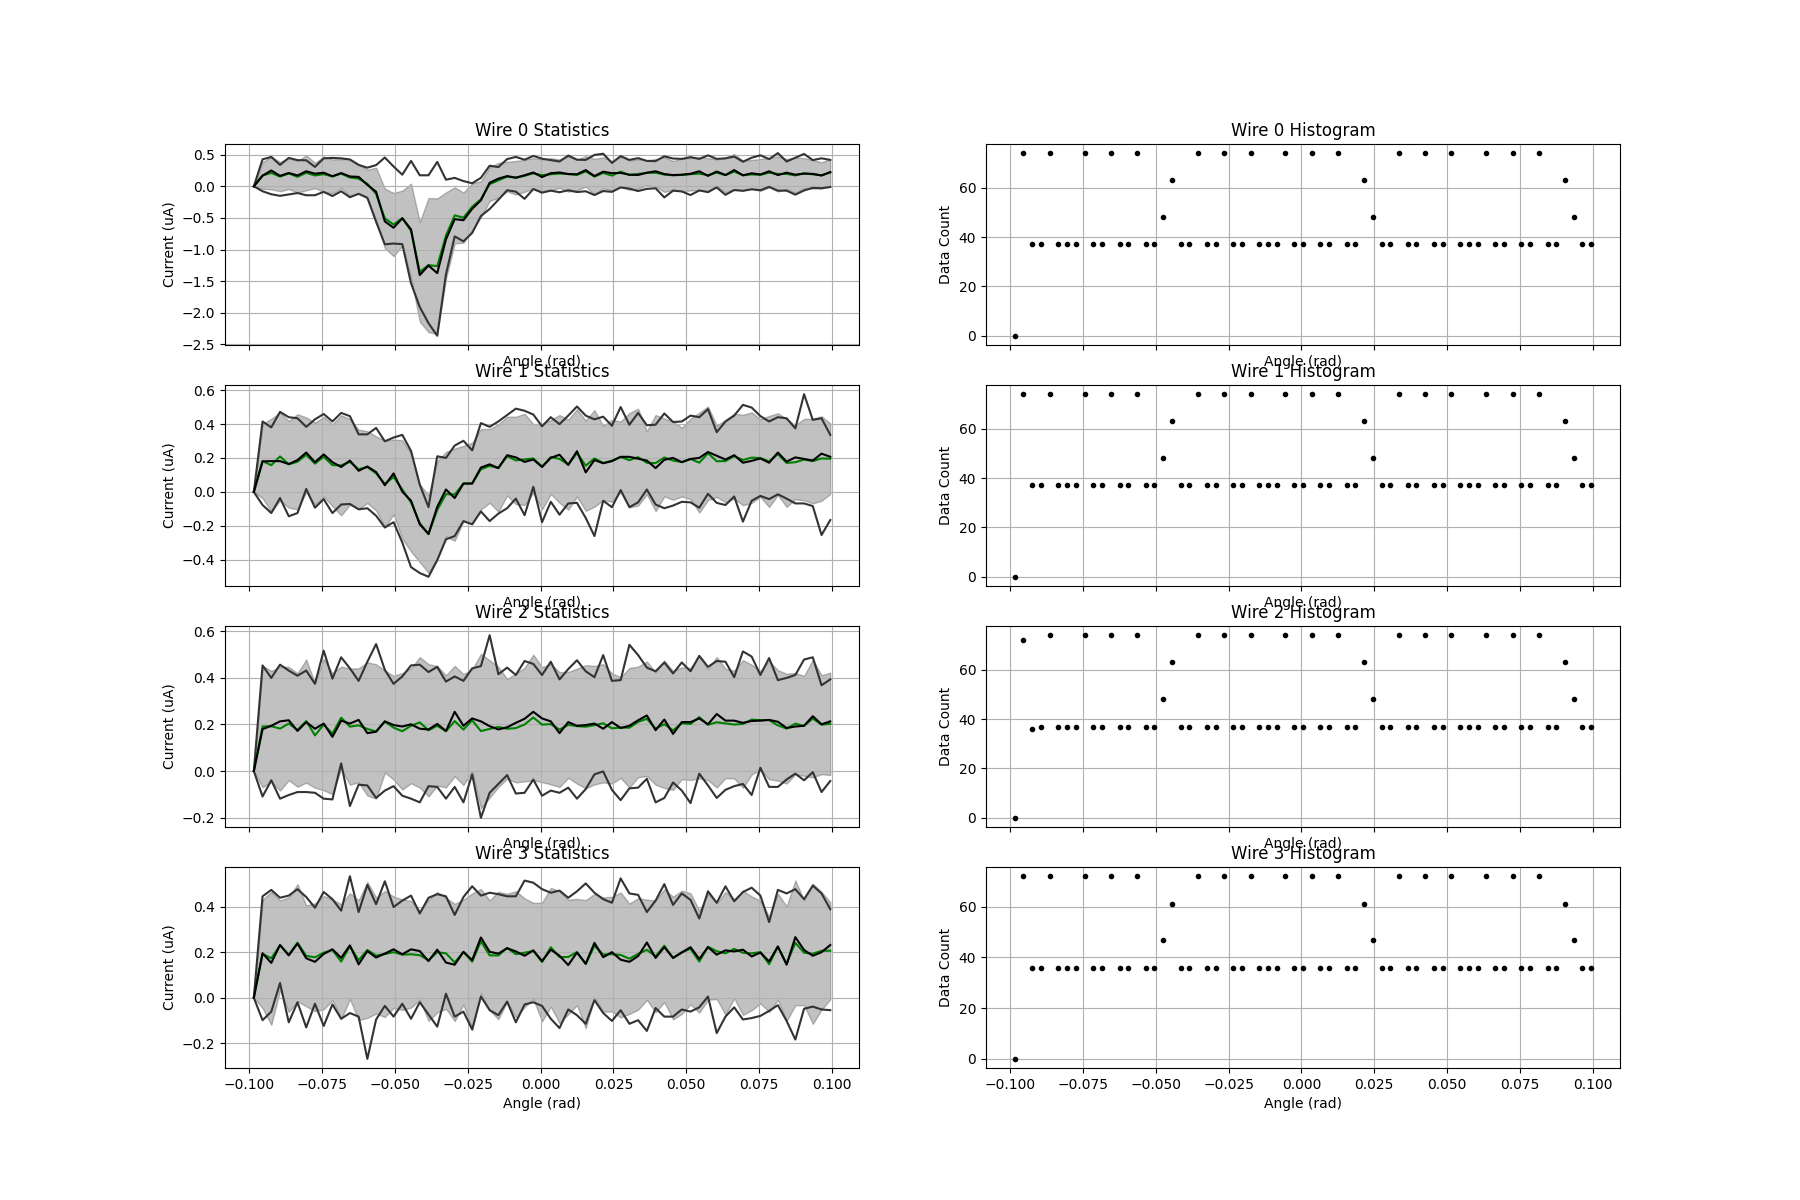 Wire 0 Statistics
Current (uA)
0.5
0.0
−0.5
−1.0
−1.5
−2.0
−2.5
Angle (rad)
Wire 0 Histogram
Data Count
60
40
20
0
Angle (rad)
Wire 1 Statistics
Current (uA)
0.6
0.4
0.2
0.0
−0.2
−0.4
Angle (rad)
Wire 1 Histogram
Data Count
60
40
20
0
Angle (rad)
Wire 2 Statistics
Current (uA)
0.6
0.4
0.2
0.0
−0.2
Angle (rad)
Wire 2 Histogram
Data Count
60
40
20
0
Angle (rad)
Wire 3 Statistics
Current (uA)
0.4
0.2
0.0
−0.2
−0.100 −0.075 −0.050 −0.025 0.000 0.025 0.050 0.075 0.100
Angle (rad)
Wire 3 Histogram
Data Count
60
40
20
0
−0.100 −0.075 −0.050 −0.025 0.000 0.025 0.050 0.075 0.100
Angle (rad)